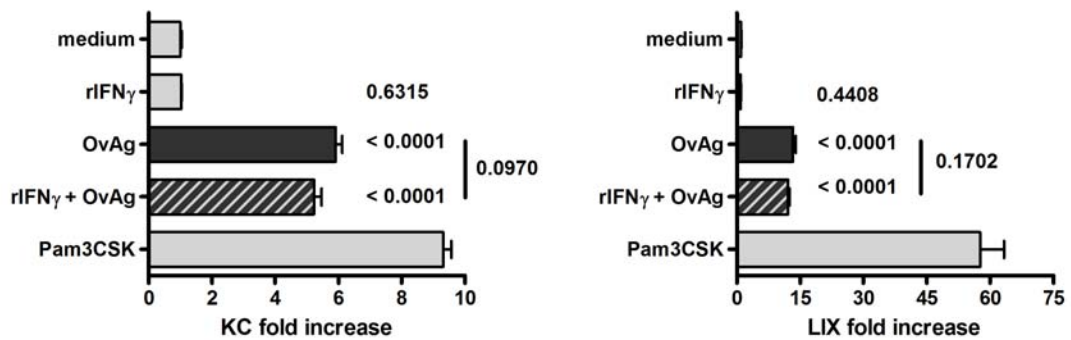 medium
rIFNγ
0.6315
OvAg
< 0.0001
0.0970
rIFNγ + OvAg
< 0.0001
Pam3CSK
0 2 4 6 8 10
KC fold increase
medium
rIFNγ
0.4408
OvAg
< 0.0001
0.1702
rIFNγ + OvAg
< 0.0001
Pam3CSK
0 15 30 45 60 75
LIX fold increase